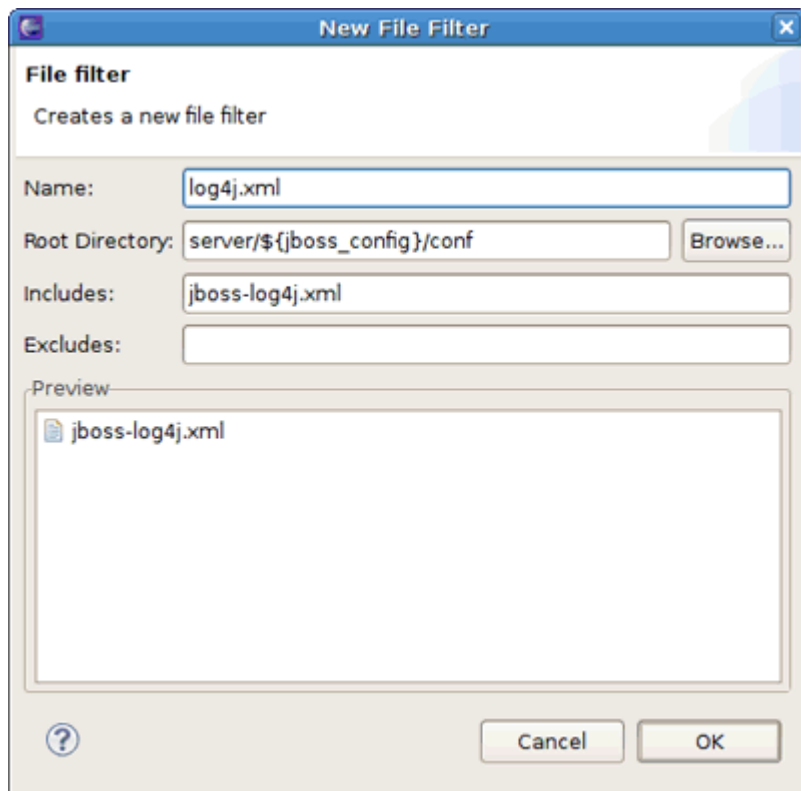 New File Filter
File filter
Creates a new file filter
Name: log4j.xml
Root Directory: server/${jboss_config}/conf Browse...
Includes: jboss-log4j.xml
Excludes:
Preview
jboss-log4j.xml
? Cancel OK